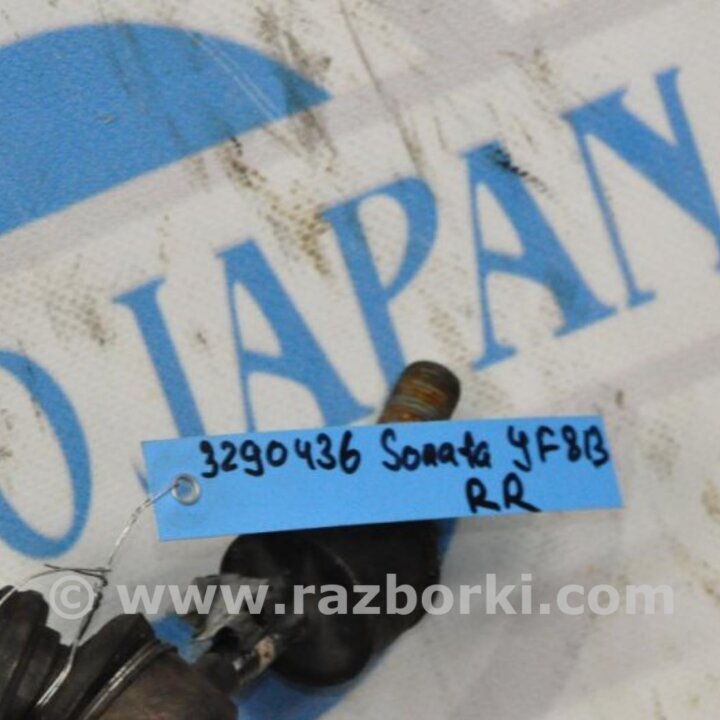 O JAPAN
3290436 Sonata YF8B
RR
© www.razborki.com